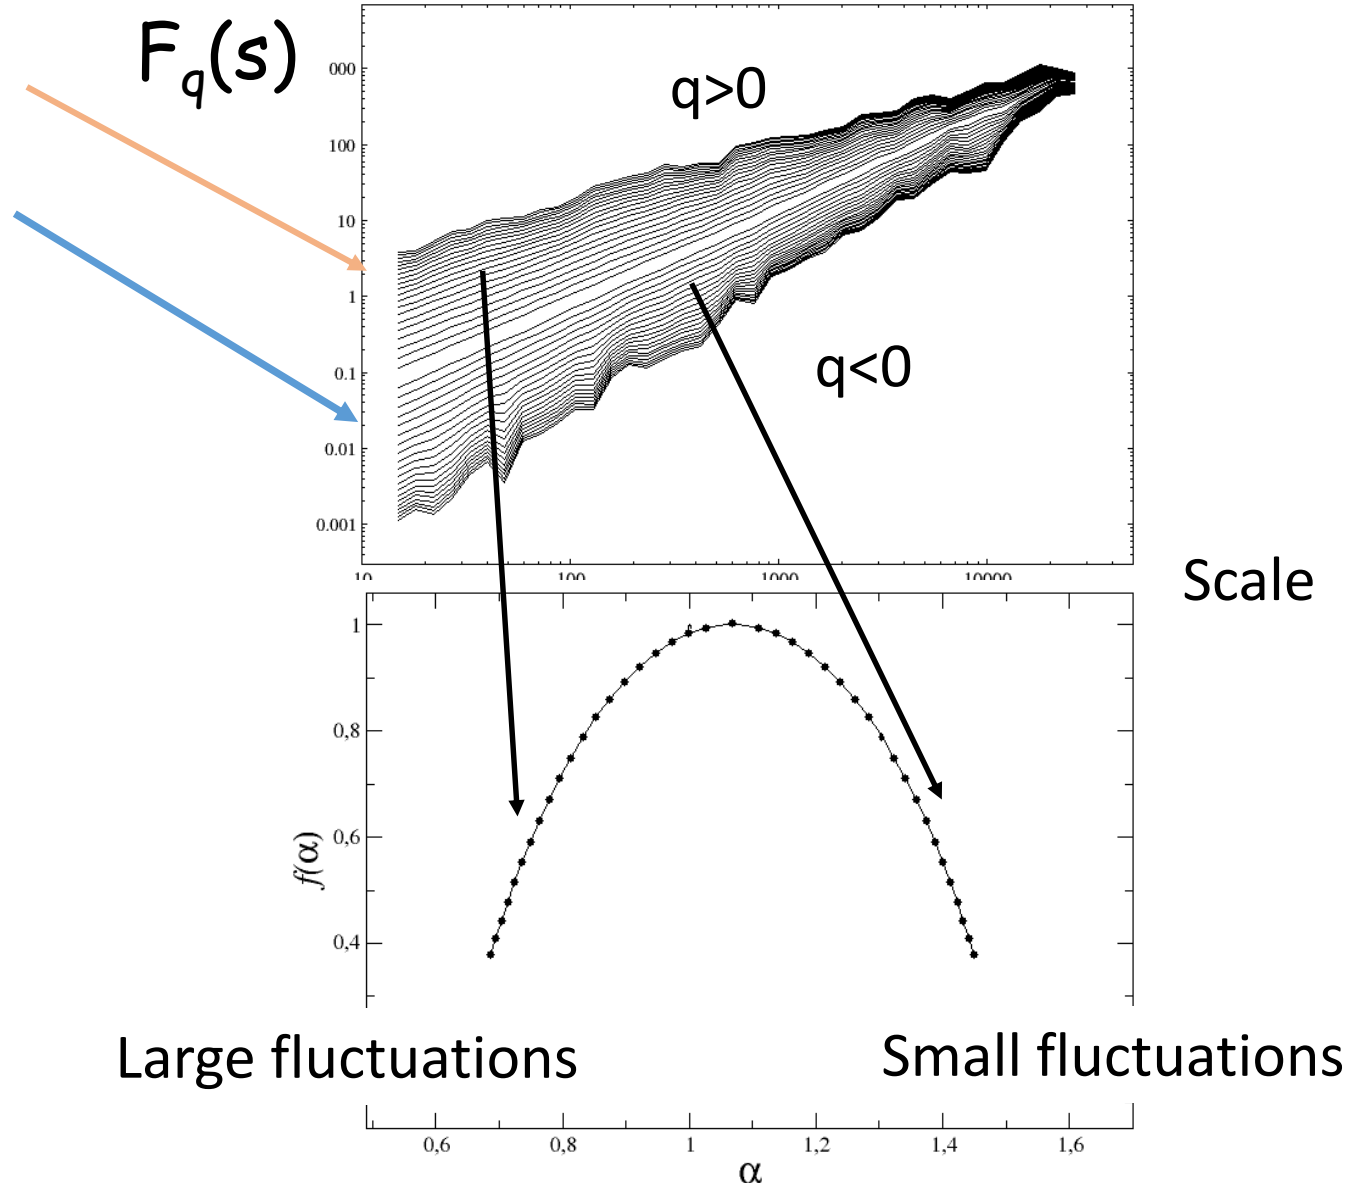 F_q(s)
q>0
000
100
10
1
0.1
0.01
0.001
q<0
10 100 1000 10000
Scale
1
0,8
0,6
0,4
f(α)
Large fluctuations Small fluctuations
0,6 0,8 1 1,2 1,4 1,6
α